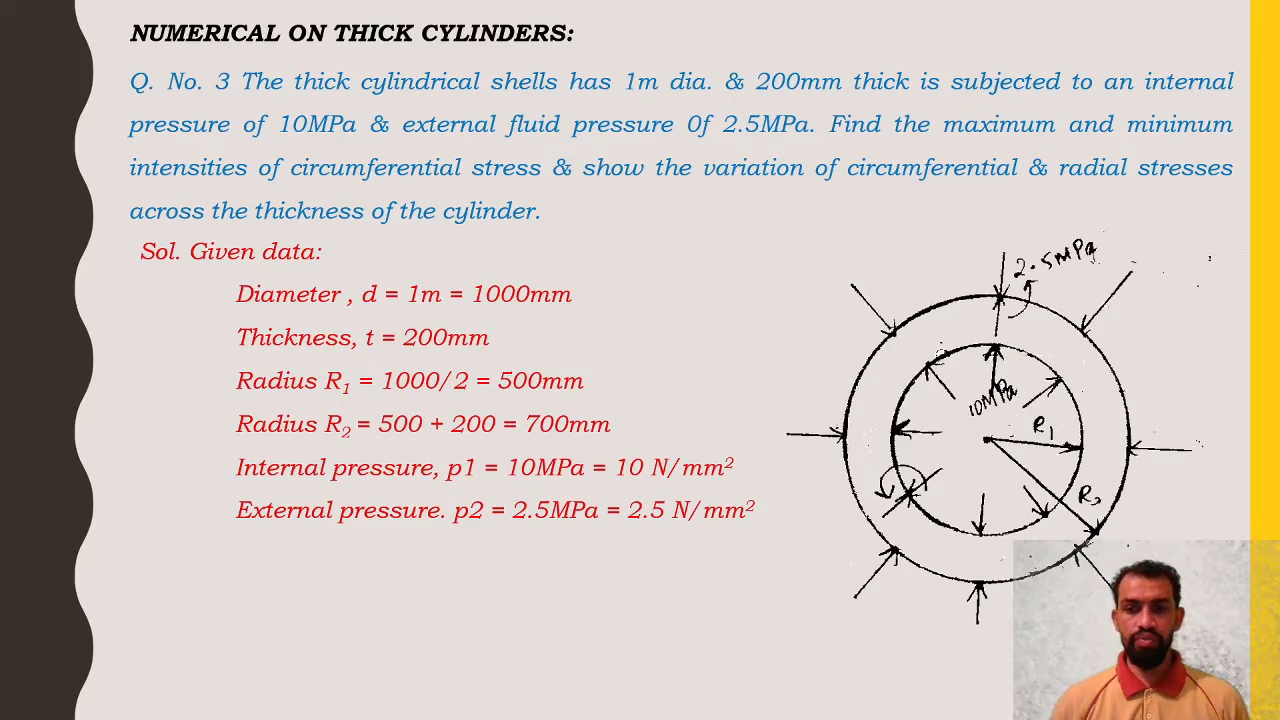 NUMERICAL ON THICK CYLINDERS:
Q. No. 3 The thick cylindrical shells has 1m dia. & 200mm thick is subjected to an internal
pressure of 10MPa & external fluid pressure 0f 2.5MPa. Find the maximum and minimum
intensities of circumferential stress & show the variation of circumferential & radial stresses
across the thickness of the cylinder.
Sol. Given data:
Diameter , d = 1m = 1000mm
Thickness, t = 200mm
Radius R₁ = 1000/2 = 500mm
Radius R₂ = 500 + 200 = 700mm
Internal pressure, p1 = 10MPa = 10 N/mm²
External pressure. p2 = 2.5MPa = 2.5 N/mm²
2.5MPa
10MPa
R₁
R₂